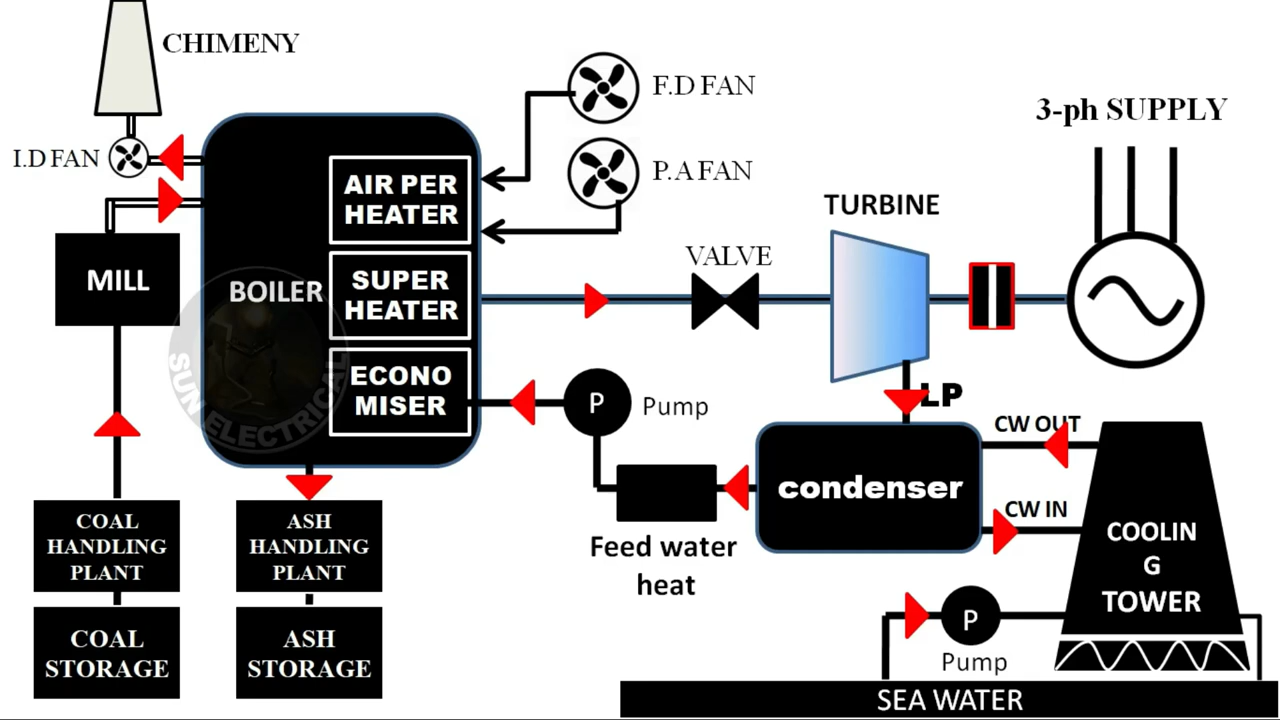 CHIMENY
I.D FAN
F.D FAN
P.A FAN
3-ph SUPPLY
AIR PER
HEATER
SUPER
HEATER
ECONO
MISER
BOILER
MILL
SUN ELECTRICAL
VALVE
TURBINE
P
Pump
LP
condenser
CW OUT
CW IN
COOLIN
G
TOWER
Feed water
heat
COAL
HANDLING
PLANT
COAL
STORAGE
ASH
HANDLING
PLANT
ASH
STORAGE
P
Pump
SEA WATER